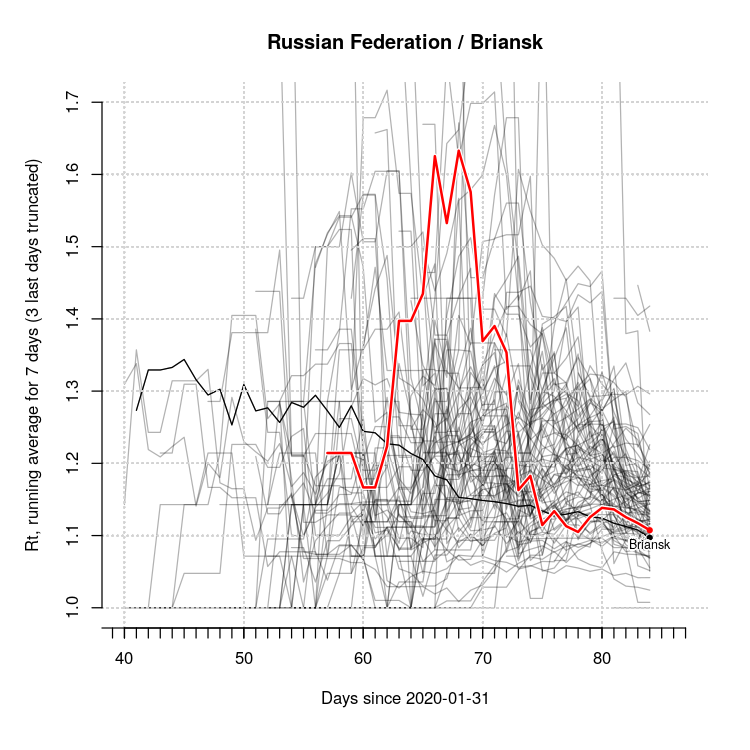 Russian Federation / Briansk
Rt, running average for 7 days (3 last days truncated)
1.7
1.6
1.5
1.4
1.3
1.2
1.1
1.0
Briansk
40 50 60 70 80
Days since 2020-01-31